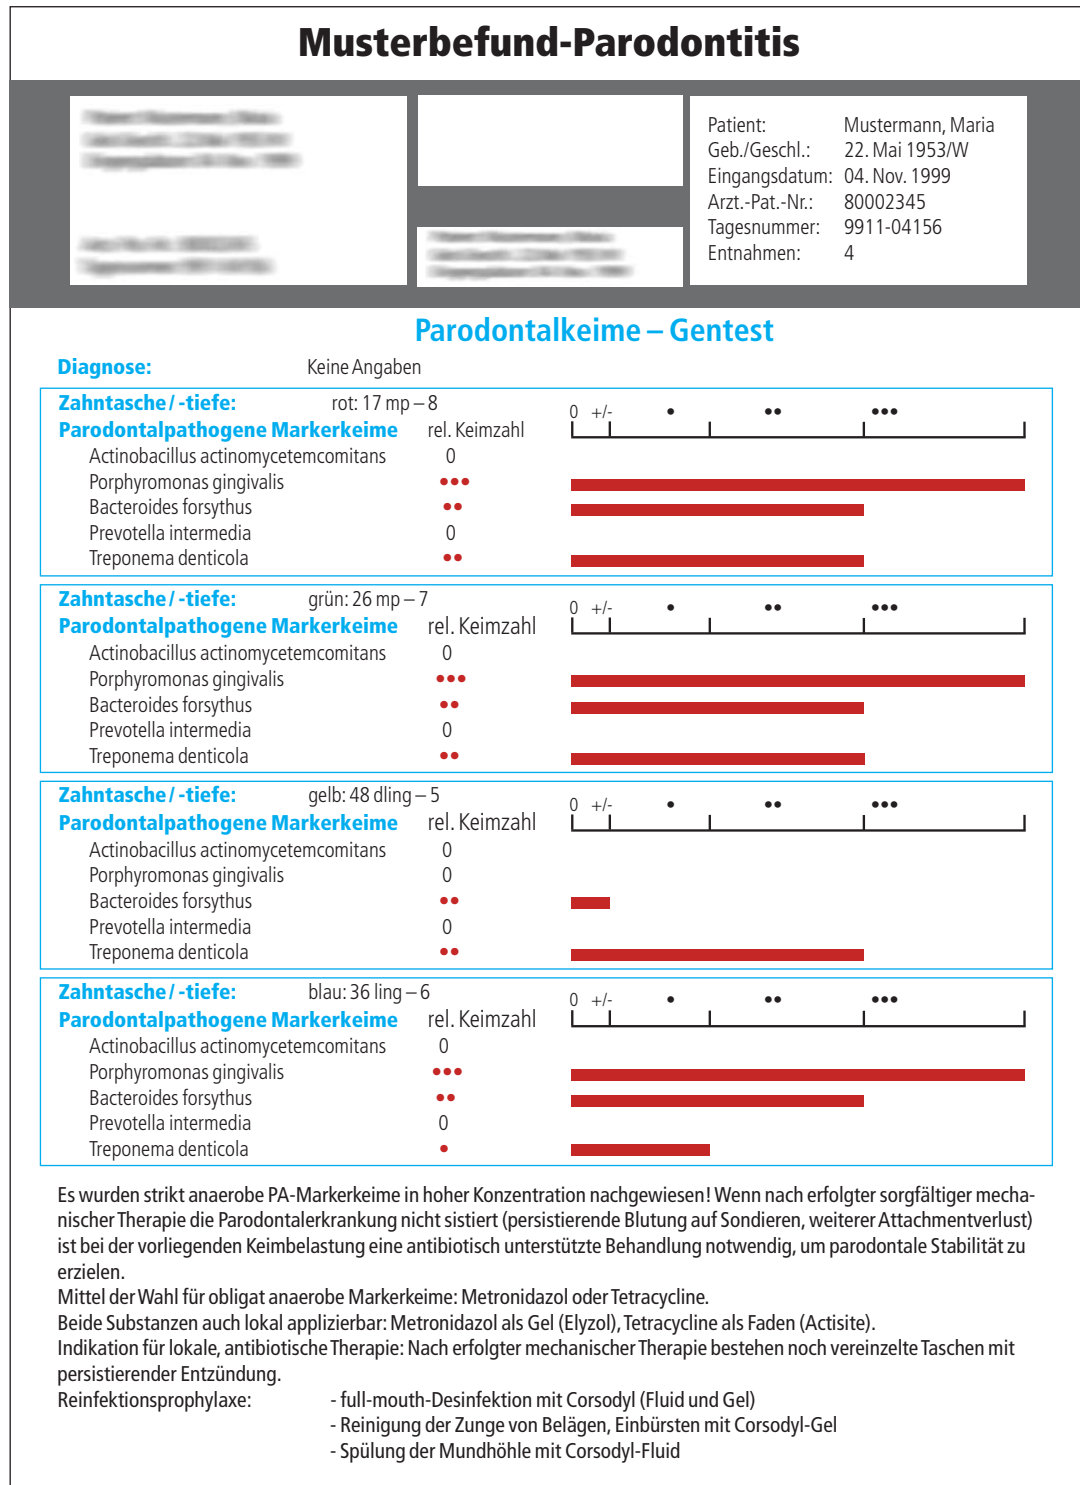 Musterbefund-Parodontitis
Patient: Mustermann, Maria
Geb./Geschl.: 22. Mai 1953/W
Eingangsdatum: 04. Nov. 1999
Arzt.-Pat.-Nr.: 80002345
Tagesnummer: 9911-04156
Entnahmen: 4
Parodontalkeime – Gentest
Diagnose: Keine Angaben
Zahntasche / -tiefe: rot: 17 mp – 8
0 +/- • •• •••
Parodontalpathogene Markerkeime rel. Keimzahl
Actinobacillus actinomycetemcomitans 0
Porphyromonas gingivalis •••
Bacteroides forsythus ••
Prevotella intermedia 0
Treponema denticola ••
Zahntasche / -tiefe: grün: 26 mp – 7
0 +/- • •• •••
Parodontalpathogene Markerkeime rel. Keimzahl
Actinobacillus actinomycetemcomitans 0
Porphyromonas gingivalis •••
Bacteroides forsythus ••
Prevotella intermedia 0
Treponema denticola ••
Zahntasche / -tiefe: gelb: 48 dling – 5
0 +/- • •• •••
Parodontalpathogene Markerkeime rel. Keimzahl
Actinobacillus actinomycetemcomitans 0
Porphyromonas gingivalis 0
Bacteroides forsythus ••
Prevotella intermedia 0
Treponema denticola ••
Zahntasche / -tiefe: blau: 36 ling – 6
0 +/- • •• •••
Parodontalpathogene Markerkeime rel. Keimzahl
Actinobacillus actinomycetemcomitans 0
Porphyromonas gingivalis •••
Bacteroides forsythus ••
Prevotella intermedia 0
Treponema denticola •
Es wurden strikt anaerobe PA-Markerkeime in hoher Konzentration nachgewiesen! Wenn nach erfolgter sorgfältiger mecha-
nischer Therapie die Parodontalerkrankung nicht sistiert (persistierende Blutung auf Sondieren, weiterer Attachmentverlust)
ist bei der vorliegenden Keimbelastung eine antibiotisch unterstützte Behandlung notwendig, um parodontale Stabilität zu
erzielen.
Mittel der Wahl für obligat anaerobe Markerkeime: Metronidazol oder Tetracycline.
Beide Substanzen auch lokal applizierbar: Metronidazol als Gel (Elyzol), Tetracycline als Faden (Actisite).
Indikation für lokale, antibiotische Therapie: Nach erfolgter mechanischer Therapie bestehen noch vereinzelte Taschen mit
persistierender Entzündung.
Reinfektionsprophylaxe: - full-mouth-Desinfektion mit Corsodyl (Fluid und Gel)
- Reinigung der Zunge von Belägen, Einbürsten mit Corsodyl-Gel
- Spülung der Mundhöhle mit Corsodyl-Fluid